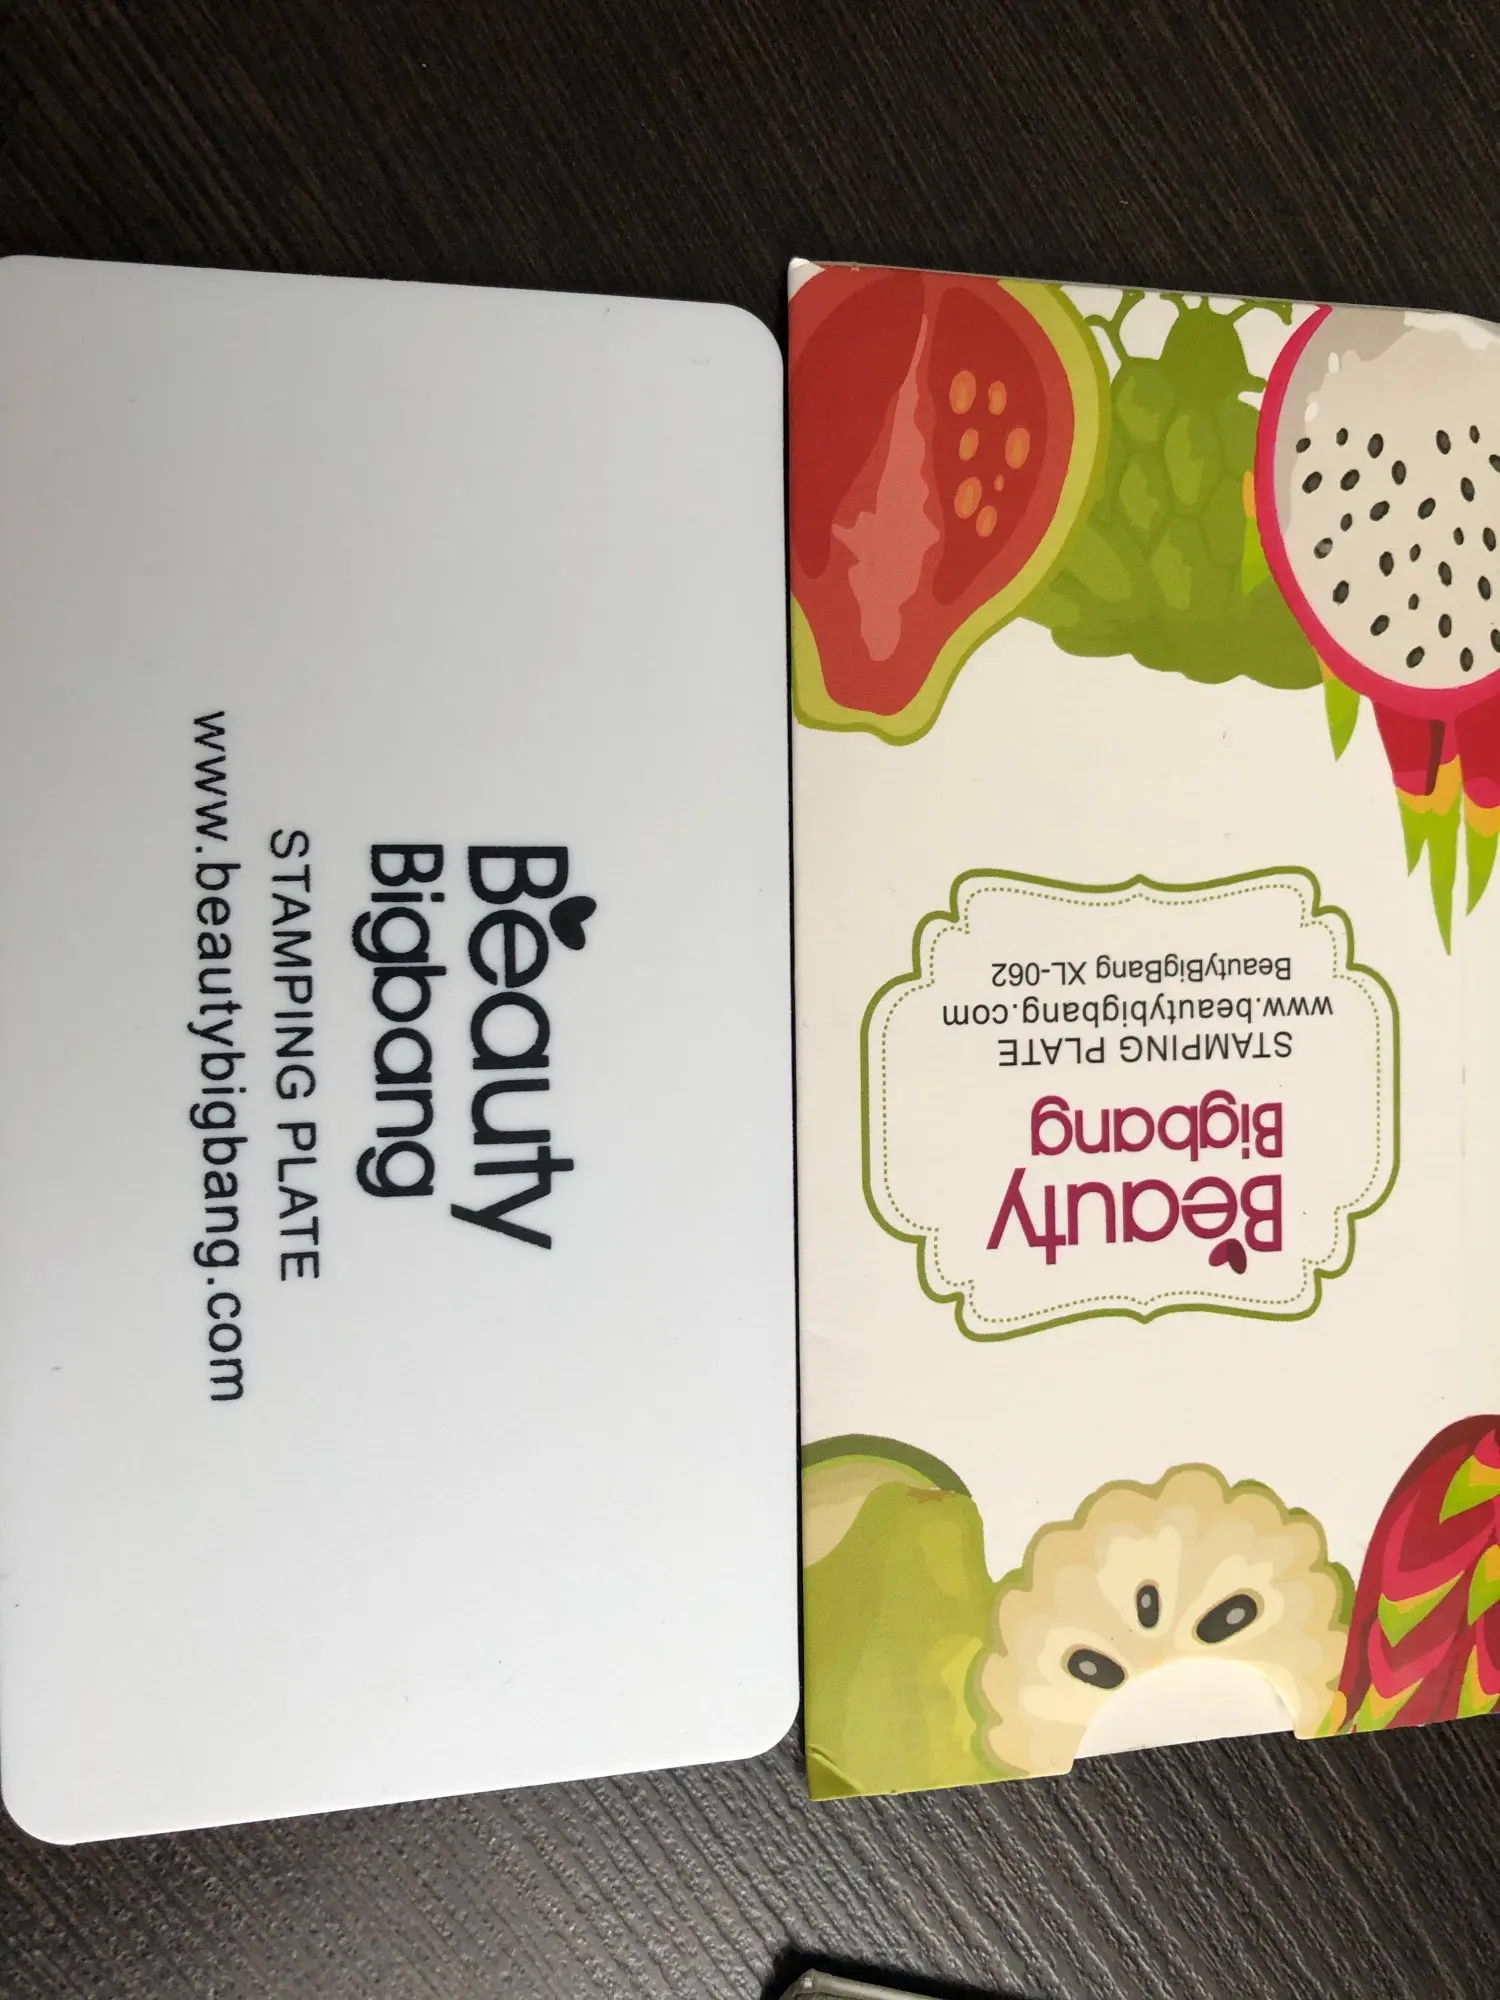 Beauty
Bigbang
STAMPING PLATE
www.beautybigbang.com
Beauty
Bigbang
STAMPING PLATE
www.beautybigbang.com
BeautyBigBang XL-062